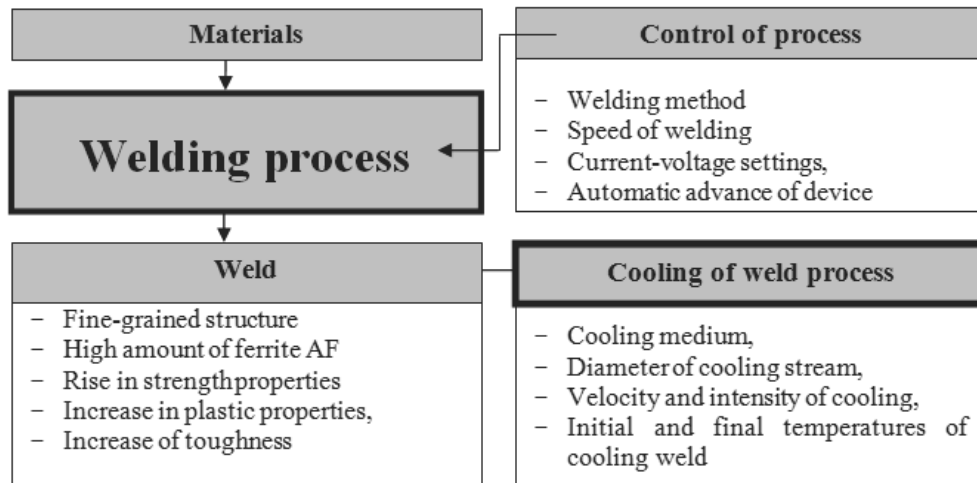 Materials
Welding process
Control of process
− Welding method
− Speed of welding
− Current-voltage settings,
− Automatic advance of device
Weld
− Fine-grained structure
− High amount of ferrite AF
− Rise in strengthproperties
− Increase in plastic properties,
− Increase of toughness
Cooling of weld process
− Cooling medium,
− Diameter of cooling stream,
− Velocity and intensity of cooling,
− Initial and final temperatures of
cooling weld